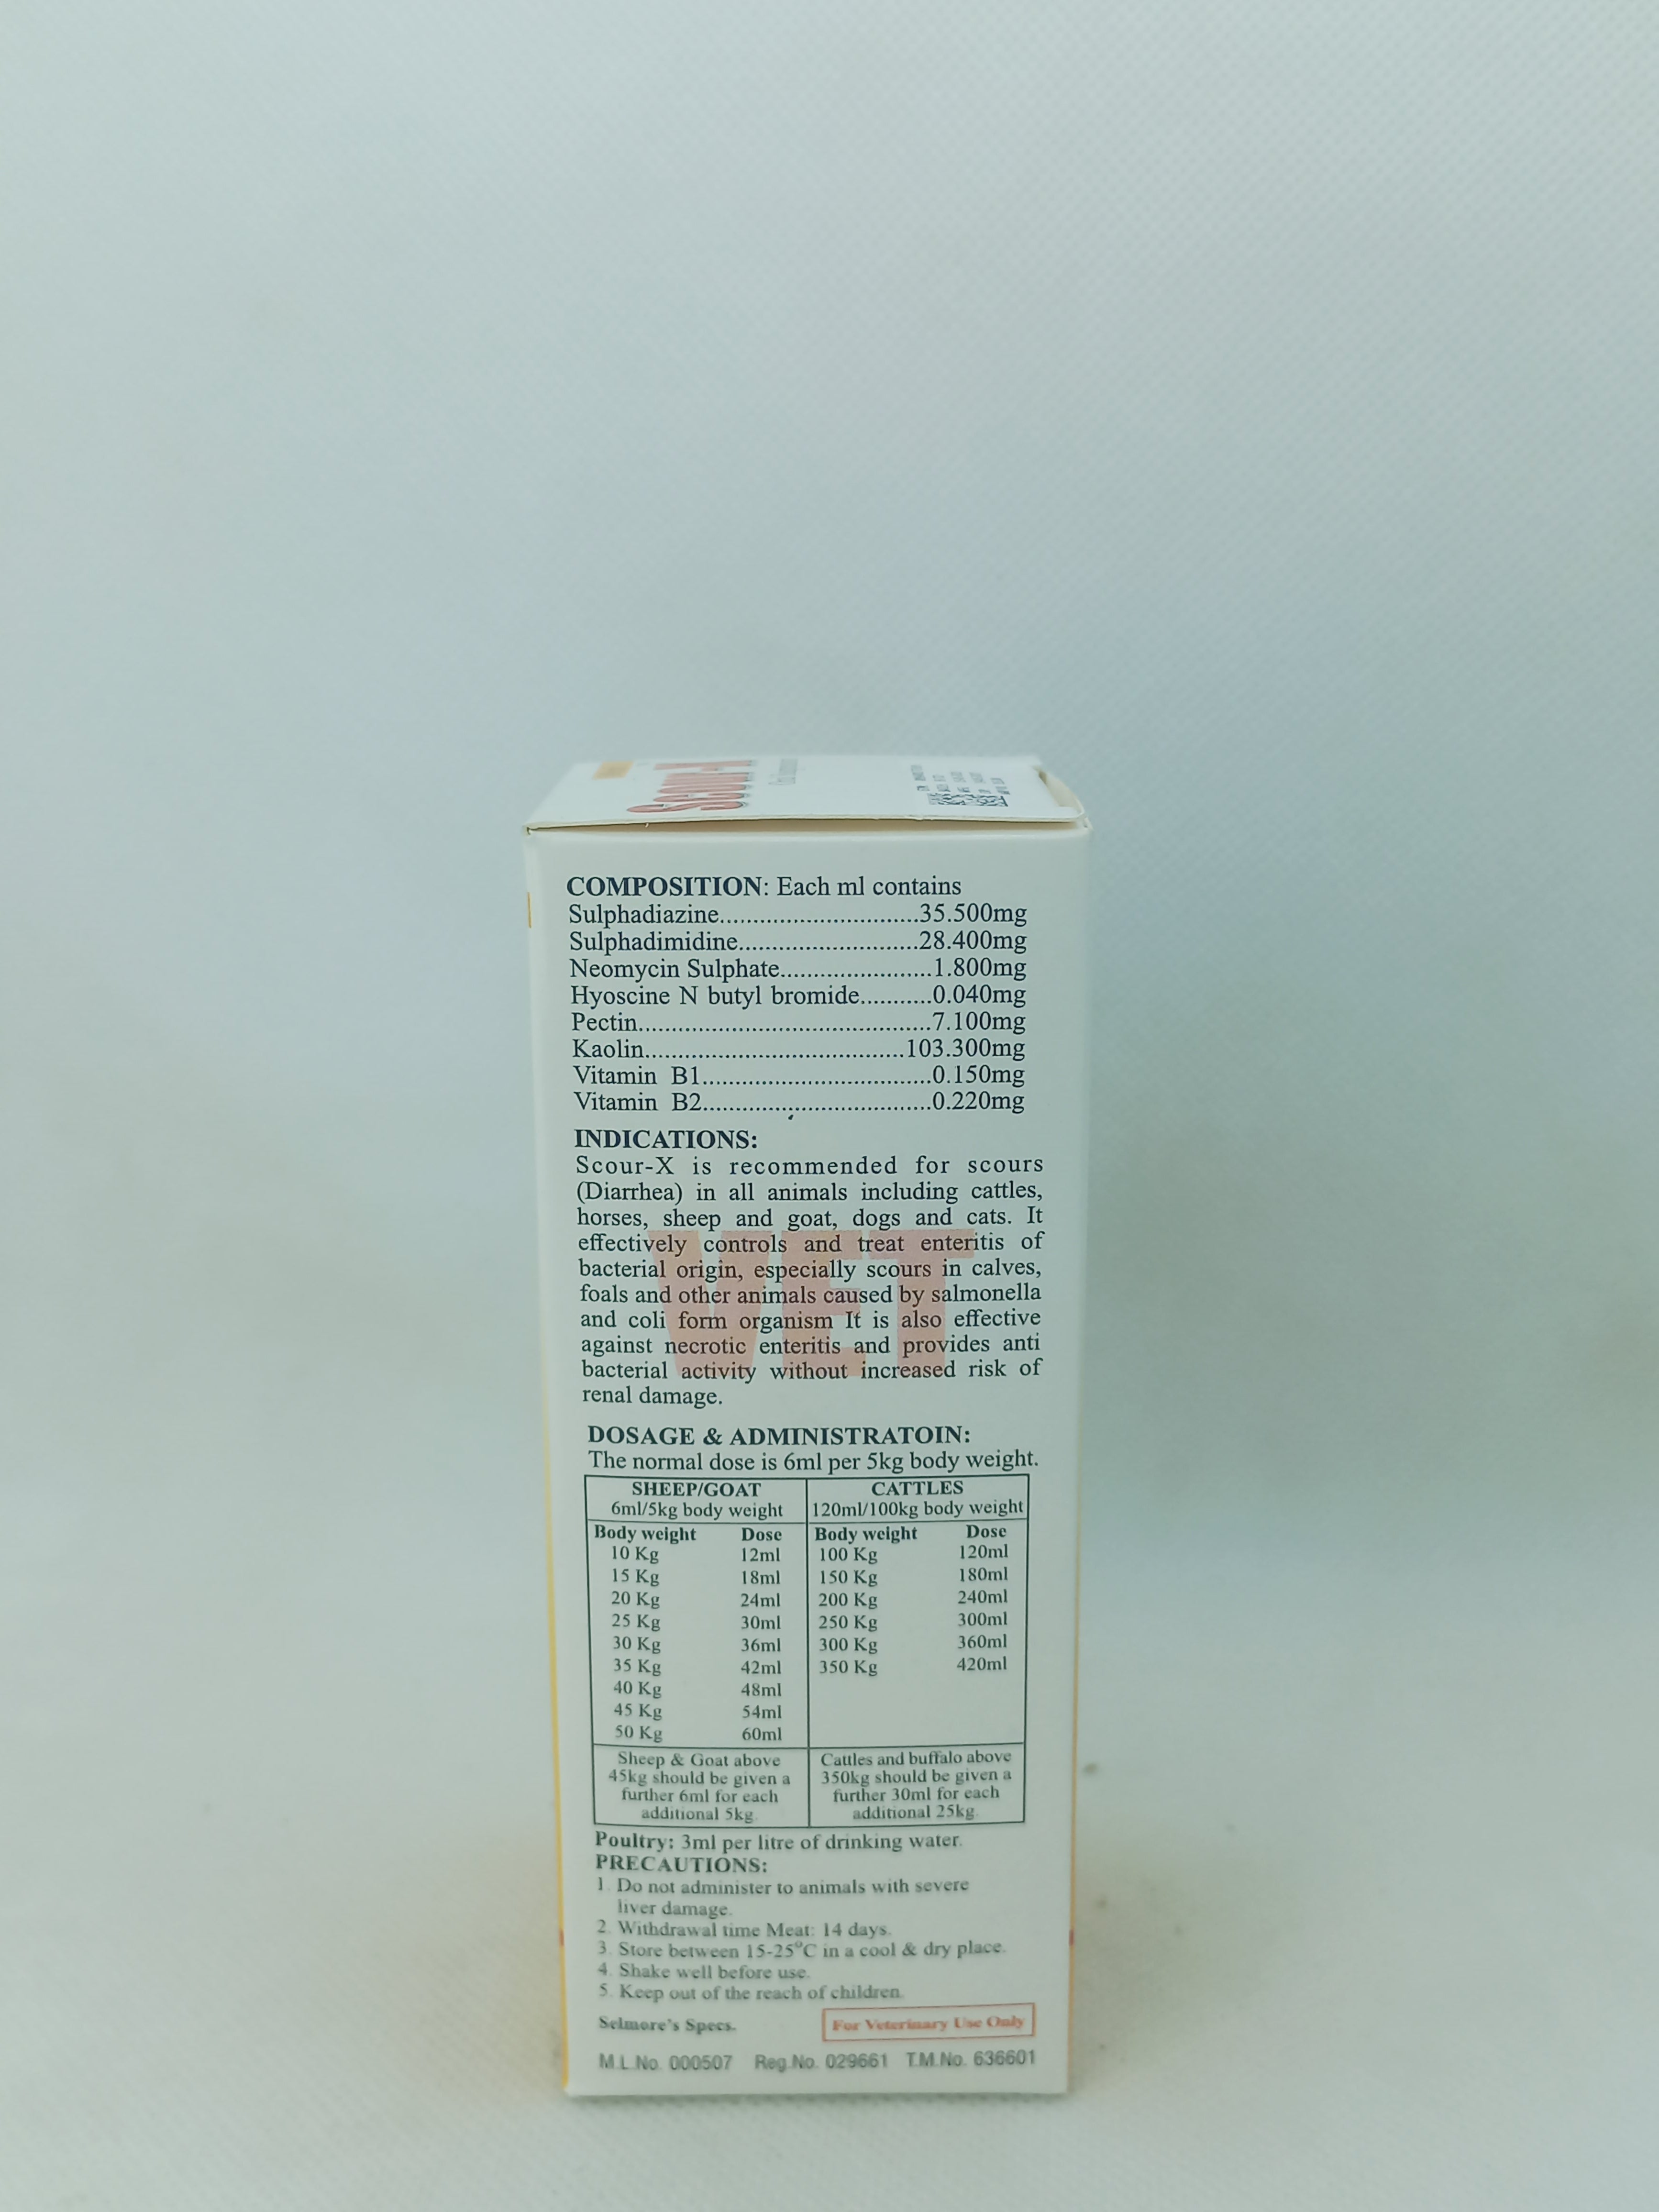 Scour-X
COMPOSITION: Each ml contains
Sulphadiazine..............................35.500mg
Sulphadimidine...........................28.400mg
Neomycin Sulphate.......................1.800mg
Hyoscine N butyl bromide...........0.040mg
Pectin............................................7.100mg
Kaolin.......................................103.300mg
Vitamin B1...................................0.150mg
Vitamin B2...................................0.220mg
INDICATIONS:
Scour-X is recommended for scours
(Diarrhea) in all animals including cattles,
horses, sheep and goat, dogs and cats. It
effectively controls and treat enteritis of
bacterial origin, especially scours in calves,
foals and other animals caused by salmonella
and coli form organism It is also effective
against necrotic enteritis and provides anti
bacterial activity without increased risk of
renal damage.
VET
DOSAGE & ADMINISTRATOIN:
The normal dose is 6ml per 5kg body weight.
SHEEP/GOAT CATTLES
6ml/5kg body weight 120ml/100kg body weight
Body weight Dose Body weight Dose
10 Kg 12ml 100 Kg 120ml
15 Kg 18ml 150 Kg 180ml
20 Kg 24ml 200 Kg 240ml
25 Kg 30ml 250 Kg 300ml
30 Kg 36ml 300 Kg 360ml
35 Kg 42ml 350 Kg 420ml
40 Kg 48ml
45 Kg 54ml
50 Kg 60ml
Sheep & Goat above
45kg should be given a
further 6ml for each
additional 5kg.
Cattles and buffalo above
350kg should be given a
further 30ml for each
additional 25kg.
Poultry: 3ml per litre of drinking water.
PRECAUTIONS:
1. Do not administer to animals with severe
liver damage.
2. Withdrawal time Meat: 14 days.
3. Store between 15-25°C in a cool & dry place.
4. Shake well before use.
5. Keep out of the reach of children.
Selmore's Specs. For Veterinary Use Only
M.L.No. 000507 Reg.No. 029661 T.M.No. 636601